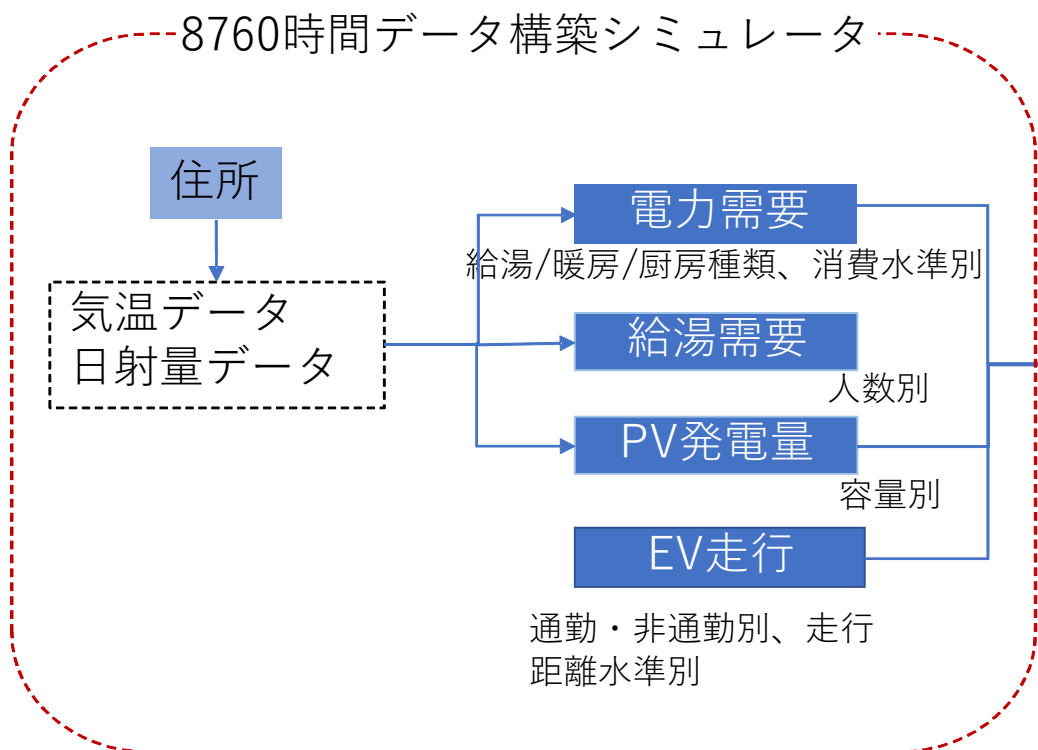 8760時間データ構築シミュレータ
住所
気温データ
日射量データ
電力需要
給湯/暖房/厨房種類、消費水準別
給湯需要
人数別
PV発電量
容量別
EV走行
通勤・非通勤別、走行
距離水準別